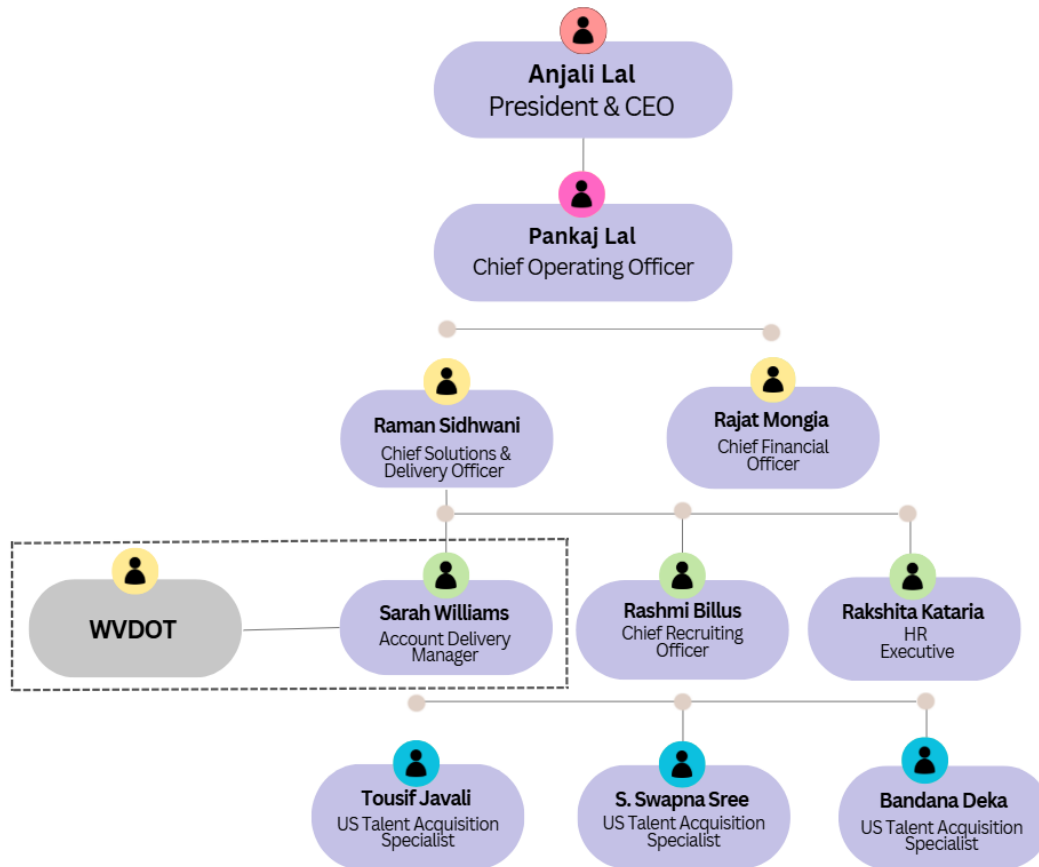 Anjali Lal
President & CEO
Pankaj Lal
Chief Operating Officer
Raman Sidhwani
Chief Solutions &
Delivery Officer
Rajat Mongia
Chief Financial
Officer
WVDOT
Sarah Williams
Account Delivery
Manager
Rashmi Billus
Chief Recruiting
Officer
Rakshita Kataria
HR
Executive
Tousif Javali
US Talent Acquisition
Specialist
S. Swapna Sree
US Talent Acquisition
Specialist
Bandana Deka
US Talent Acquisition
Specialist